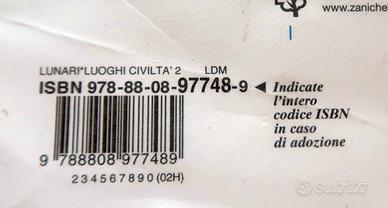 www.zanichel
LUNARI*LUOGHI CIVILTA' 2 LDM
ISBN 978-88-08-97748-9
Indicate
l'intero
codice ISBN
in caso
di adozione
9 788808 977489
234567890 (02H)
subito